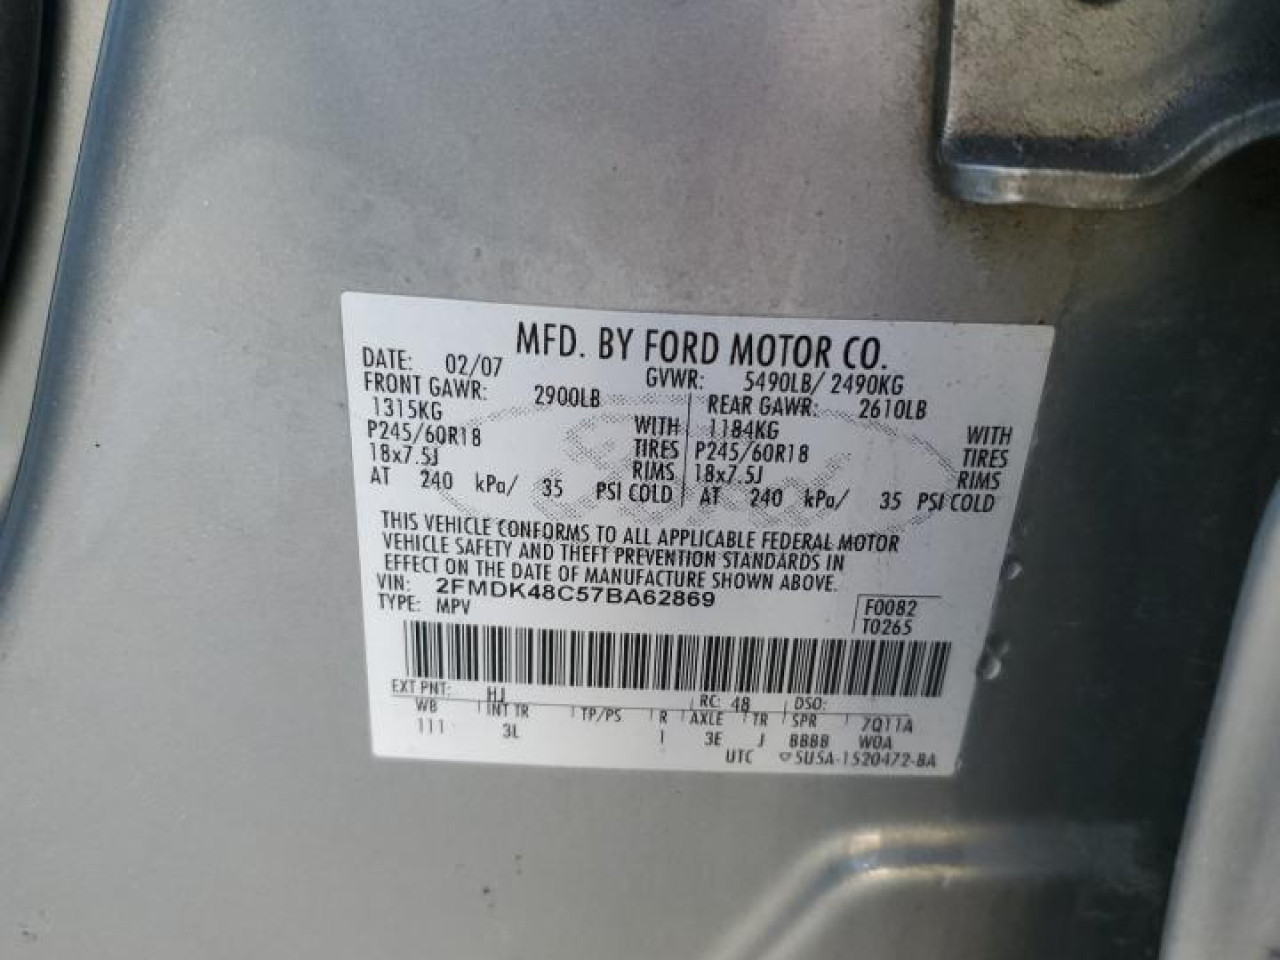 MFD. BY FORD MOTOR CO.
DATE: 02/07 GVWR: 5490LB/ 2490KG
FRONT GAWR: 2900LB REAR GAWR: 2610LB
1315KG WITH 1184KG WITH
P245/60R18 TIRES P245/60R18 TIRES
18x7.5J RIMS 18x7.5J RIMS
AT 240 kPa/ 35 PSI COLD AT 240 kPa/ 35 PSI COLD
Ford
THIS VEHICLE CONFORMS TO ALL APPLICABLE FEDERAL MOTOR
VEHICLE SAFETY AND THEFT PREVENTION STANDARDS IN
EFFECT ON THE DATE OF MANUFACTURE SHOWN ABOVE.
VIN: 2FMDK48C57BA62869
TYPE: MPV F0082
T0265
EXT PNT: HJ RC: 48 DSO:
WB INT TR TP/PS R AXLE TR SPR 7Q11A
111 3L I 3E J BBBB WOA
UTC 5U5A-1520472-BA